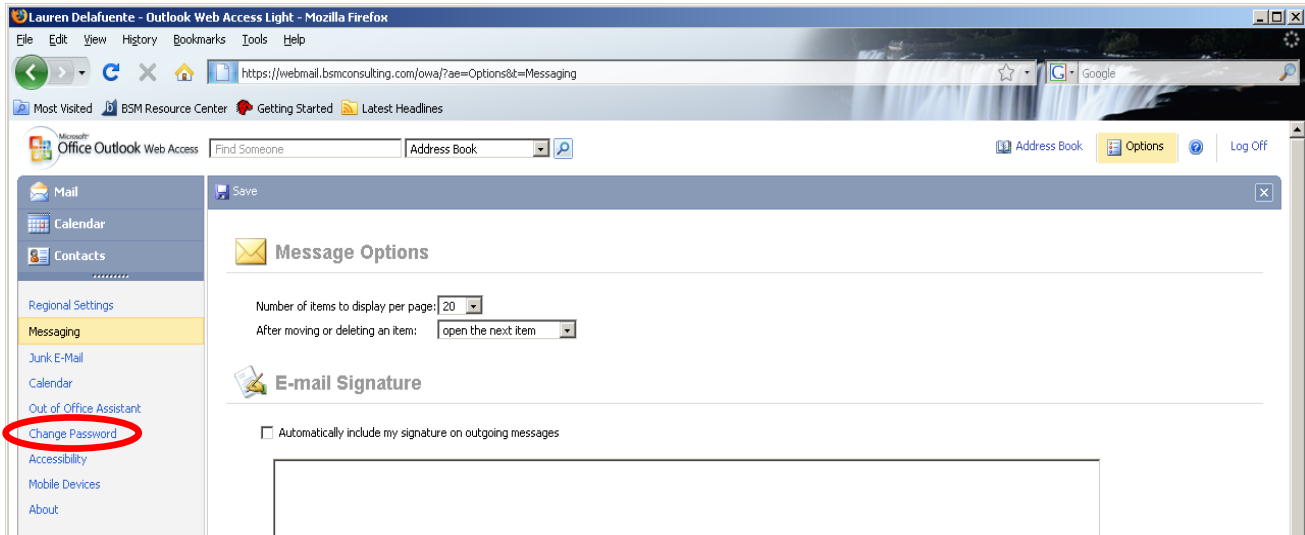 Lauren Delafuente - Outlook Web Access Light - Mozilla Firefox
File Edit View History Bookmarks Tools Help
https://webmail.bsmconsulting.com/owa/?ae=Options&t=Messaging
G Google
Most Visited BSM Resource Center Getting Started Latest Headlines
Microsoft
Office Outlook Web Access Find Someone Address Book Address Book Options Log Off
Mail Save
Calendar
Contacts
Message Options
Regional Settings Number of items to display per page: 20
Messaging After moving or deleting an item: open the next item
Junk E-Mail
Calendar E-mail Signature
Out of Office Assistant
Change Password Automatically include my signature on outgoing messages
Accessibility
Mobile Devices
About